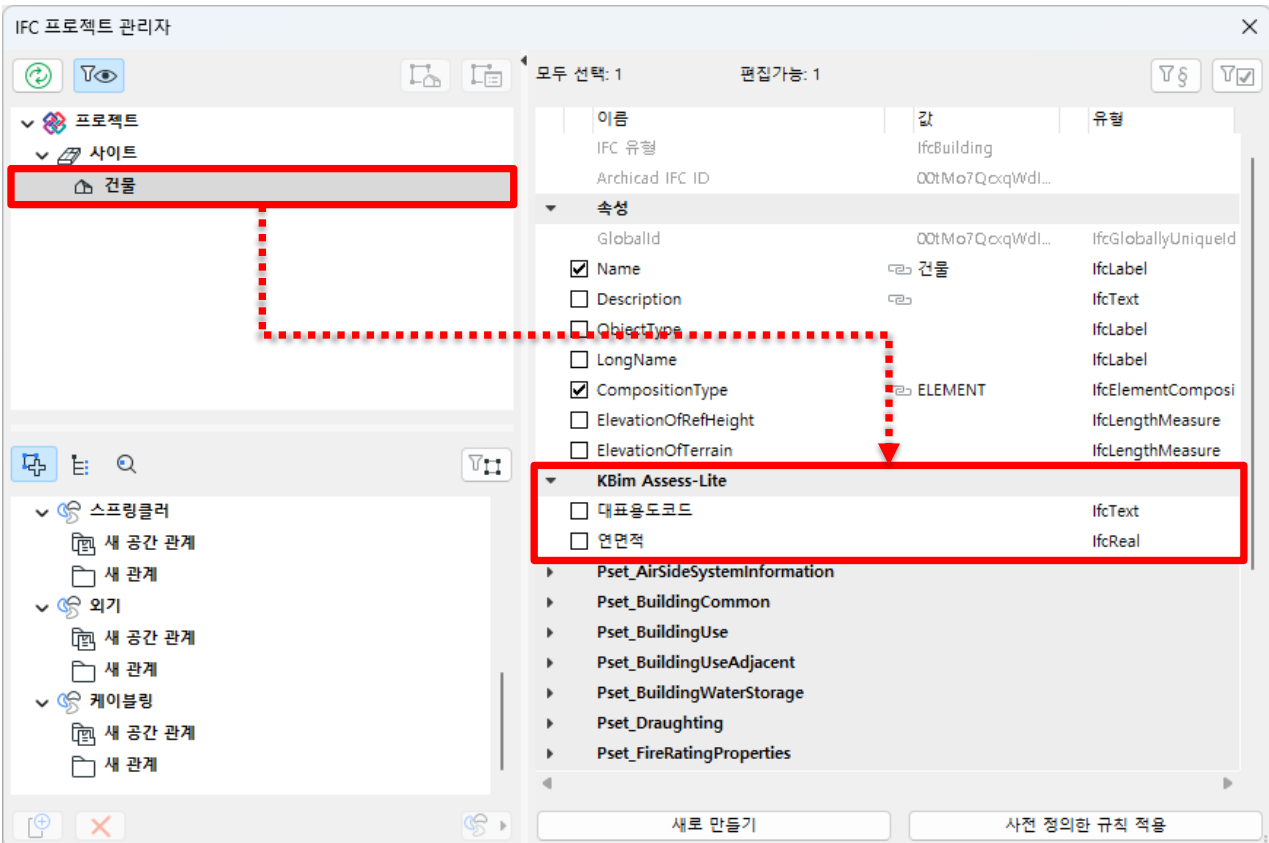 IFC 프로젝트 관리자
모두 선택: 1 편집가능: 1
프로젝트
사이트
건물
스프링클러
새 공간 관계
새 관계
외기
새 공간 관계
새 관계
케이블링
새 공간 관계
새 관계
이름 값 유형
IFC 유형 IfcBuilding
Archicad IFC ID 00tMo7QcxqWdI...
속성
GlobalId 00tMo7QcxqWdI... IfcGloballyUniqueId
Name 건물 IfcLabel
Description IfcText
ObjectType IfcLabel
LongName IfcLabel
CompositionType ELEMENT IfcElementComposi
ElevationOfRefHeight IfcLengthMeasure
ElevationOfTerrain IfcLengthMeasure
KBim Assess-Lite
대표용도코드 IfcText
연면적 IfcReal
Pset_AirSideSystemInformation
Pset_BuildingCommon
Pset_BuildingUse
Pset_BuildingUseAdjacent
Pset_BuildingWaterStorage
Pset_Draughting
Pset_FireRatingProperties
새로 만들기 사전 정의한 규칙 적용